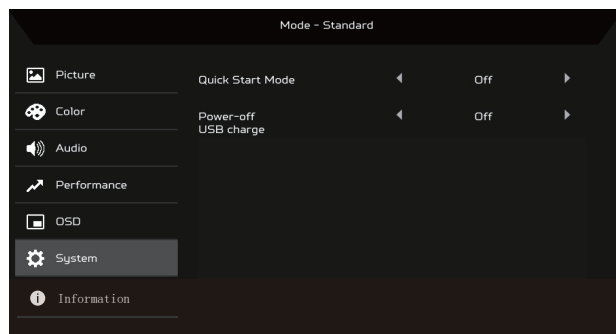 Mode - Standard
Picture
Quick Start Mode
Off
Color
Power-off
USB charge
Off
Audio
Performance
OSD
System
Information